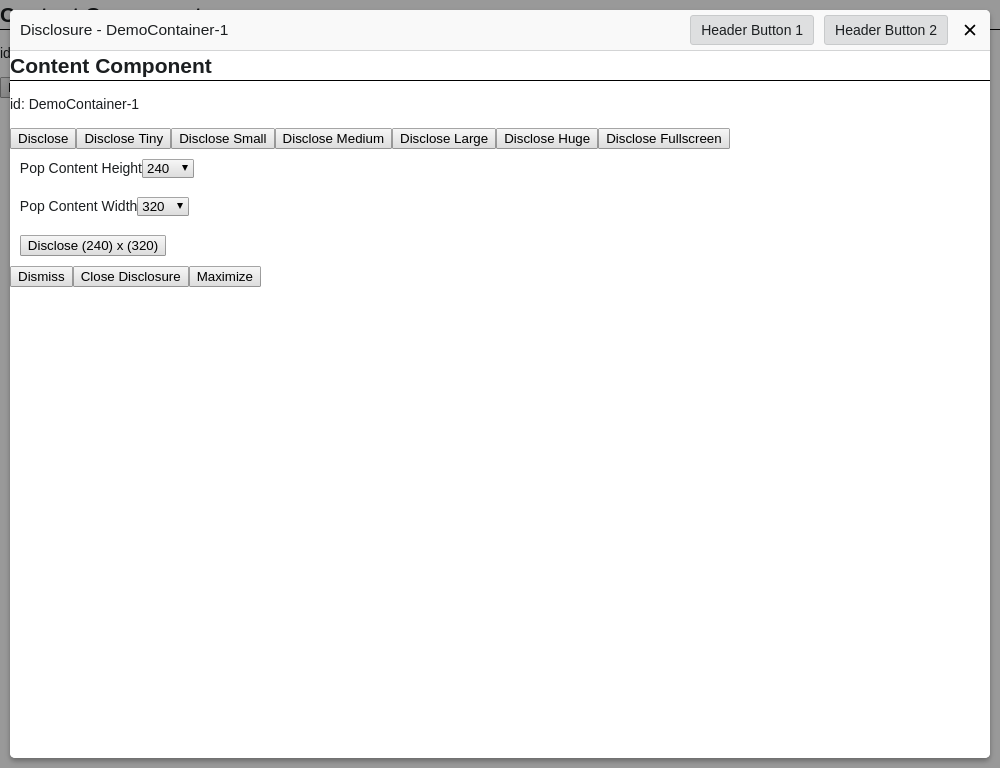 Disclosure - DemoContainer-1 Header Button 1 Header Button 2 ✕
Content Component
id: DemoContainer-1
Disclose Disclose Tiny Disclose Small Disclose Medium Disclose Large Disclose Huge Disclose Fullscreen
Pop Content Height 240
Pop Content Width 320
Disclose (240) x (320)
Dismiss Close Disclosure Maximize